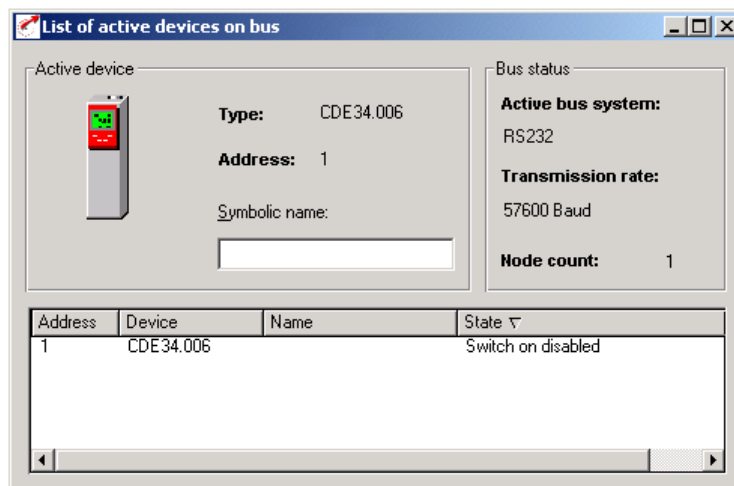 List of active devices on bus
Active device
Type: CDE34.006
Address: 1
Symbolic name:
Bus status
Active bus system:
RS232
Transmission rate:
57600 Baud
Node count: 1
Address Device Name State
1 CDE34.006 Switch on disabled